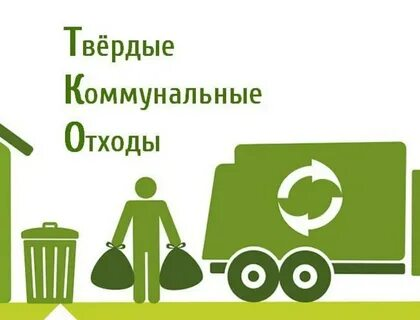 Твёрдые
Коммунальные
Отходы